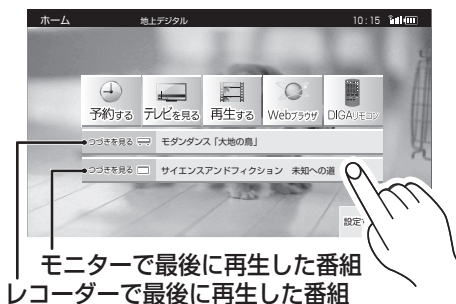 ホーム 地上デジタル 10:15
予約する テレビを見る 再生する Webブラウザ DIGAリモコン
つづきを見る モダンダンス「大地の鳥」
つづきを見る サイエンスアンドフィクション 未知への道
設定
モニターで最後に再生した番組
レコーダーで最後に再生した番組